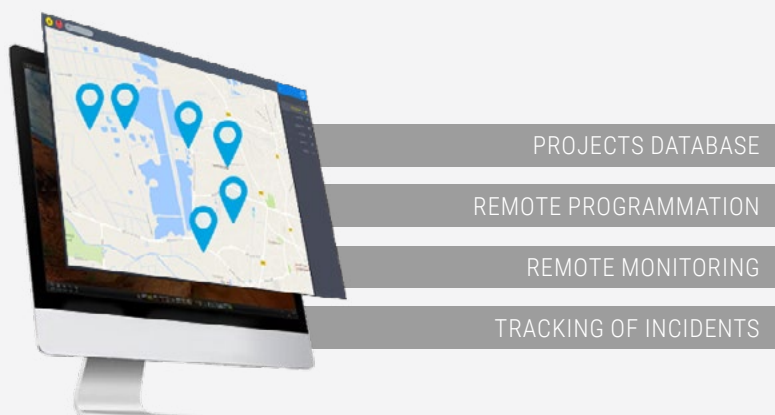 PROJECTS DATABASE
REMOTE PROGRAMMATION
REMOTE MONITORING
TRACKING OF INCIDENTS